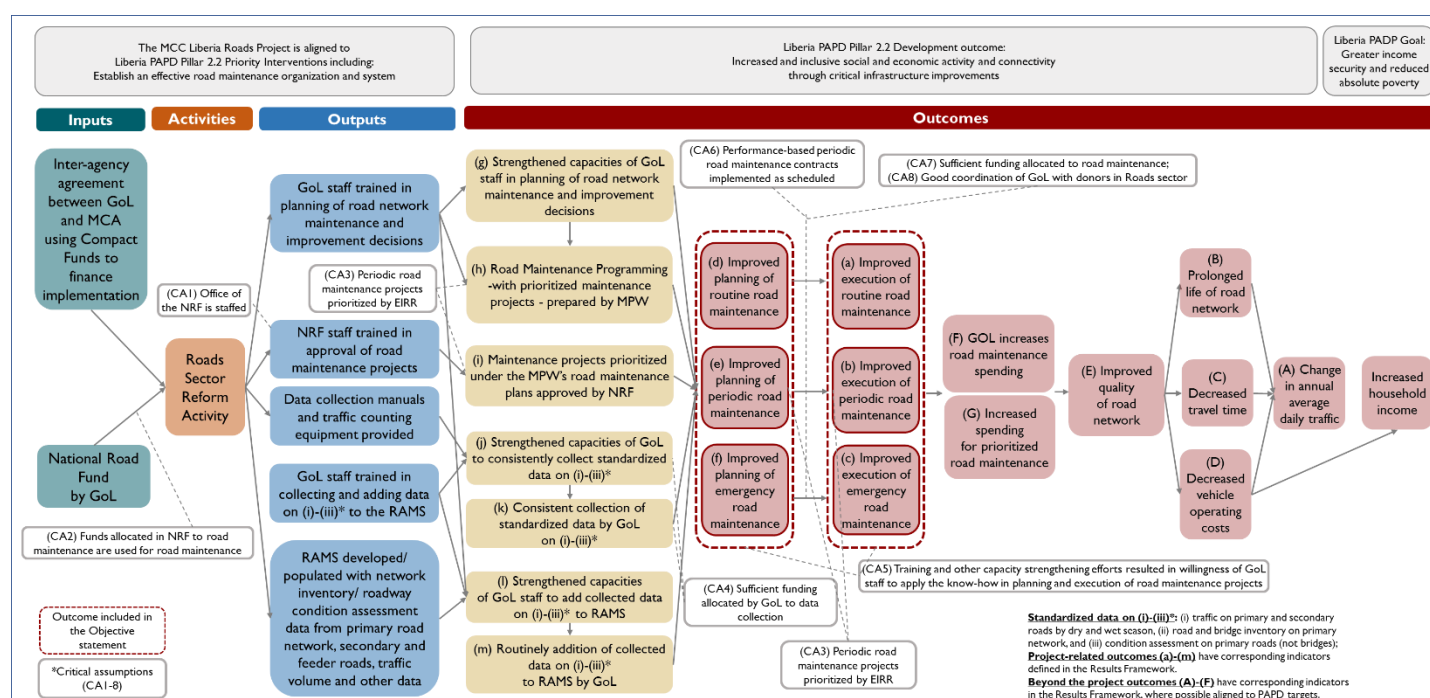 The MCC Liberia Roads Project is aligned to
Liberia PAPD Pillar 2.2 Priority Interventions including:
Establish an effective road maintenance organization and system
Liberia PAPD Pillar 2.2 Development outcome:
Increased and inclusive social and economic activity and connectivity
through critical infrastructure improvements
Liberia PADP Goal:
Greater income
security and reduced
absolute poverty
Inputs
Activities
Outputs
Outcomes
Inter-agency
agreement
between GoL
and MCA
using Compact
Funds to
finance
implementation
National Road
Fund
by GoL
(CA2) Funds allocated in NRF to road
maintenance are used for road maintenance
Outcome included
in the Objective
statement
*Critical assumptions
(CA1-8)
(CA1) Office of
the NRF is staffed
Roads
Sector
Reform
Activity
GoL staff trained in
planning of road network
maintenance and
improvement decisions
(CA3) Periodic road
maintenance projects
prioritized by EIRR
NRF staff trained in
approval of road
maintenance projects
Data collection manuals
and traffic counting
equipment provided
GoL staff trained in
collecting and adding data
on (i)-(iii)* to the RAMS
RAMS developed/
populated with network
inventory/ roadway
condition assessment
data from primary road
network, secondary and
feeder roads, traffic
volume and other data
(g) Strengthened capacities of GoL
staff in planning of road network
maintenance and improvement
decisions
(h) Road Maintenance Programming
-with prioritized maintenance
projects - prepared by MPW
(i) Maintenance projects prioritized
under the MPW's road maintenance
plans approved by NRF
(j) Strengthened capacities of GoL
to consistently collect standardized
data on (i)-(iii)*
(k) Consistent collection of
standardized data by GoL
on (i)-(iii)*
(l) Strengthened capacities
of GoL staff to add collected data
on (i)-(iii)* to RAMS
(m) Routinely addition of collected
data on (i)-(iii)*
to RAMS by GoL
(CA6) Performance-based periodic
road maintenance contracts
implemented as scheduled
(CA7) Sufficient funding allocated to road maintenance;
(CA8) Good coordination of GoL with donors in Roads sector
(d) Improved
planning of
routine road
maintenance
(e) Improved
planning of
periodic road
maintenance
(f) Improved
planning of
emergency
road
maintenance
(a) Improved
execution of
routine road
maintenance
(b) Improved
execution of
periodic road
maintenance
(c) Improved
execution of
emergency
road
maintenance
(F) GOL increases
road maintenance
spending
(G) Increased
spending
for prioritized
road maintenance
(E) Improved
quality
of road
network
(B)
Prolonged
life of road
network
(C)
Decreased
travel time
(D)
Decreased
vehicle
operating
costs
(A) Change
in annual
average
daily traffic
Increased
household
income
(CA5) Training and other capacity strengthening efforts resulted in willingness of GoL
staff to apply the know-how in planning and execution of road maintenance projects
(CA4) Sufficient funding
allocated by GoL to data
collection
(CA3) Periodic road
maintenance projects
prioritized by EIRR
Standardized data on (i)-(iii)*: (i) traffic on primary and secondary
roads by dry and wet season, (ii) road and bridge inventory on primary
network, and (iii) condition assessment on primary roads (not bridges);
Project-related outcomes (a)-(m) have corresponding indicators
defined in the Results Framework.
Beyond the project outcomes (A)-(F) have corresponding indicators
in the Results Framework, where possible aligned to PAPD targets.